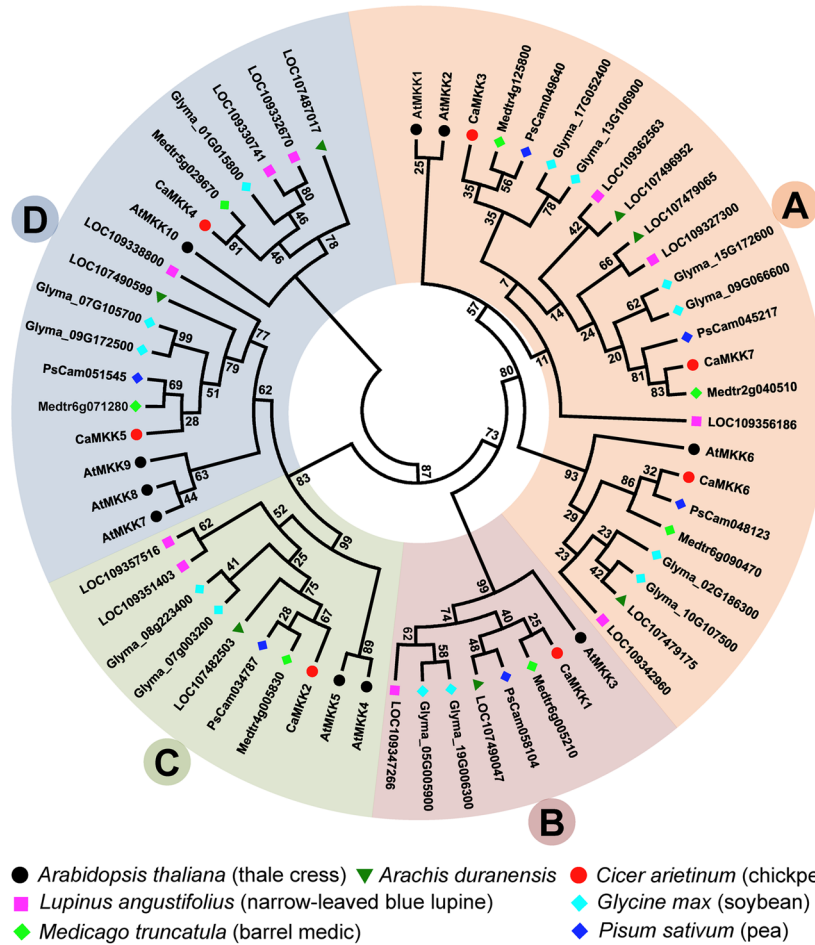 AtMKK1
AtMKK2
CaMKK3
Medtr4g125800
PsCam049640
Glyma_17G052400
Glyma_13G106900
LOC109362563
LOC107496952
LOC107479065
LOC109327300
Glyma_15G172600
Glyma_09G066600
PsCam045217
CaMKK7
Medtr2g040510
LOC109356186
AtMKK6
CaMKK6
PsCam048123
Medtr6g090470
Glyma_02G186300
Glyma_10G107500
LOC107479175
LOC109342960
AtMKK3
CaMKK1
Medtr6g005210
PsCam058104
LOC107490047
Glyma_19G006300
Glyma_05G005900
LOC109347266
AtMKK4
AtMKK5
CaMKK2
Medtr4g005830
PsCam034787
LOC107482503
Glyma_07g003200
Glyma_08g223400
LOC109351403
LOC109357516
AtMKK7
AtMKK8
AtMKK9
CaMKK5
Medtr6g071280
PsCam051545
Glyma_09G172500
Glyma_07G105700
LOC107490599
LOC109338800
AtMKK10
CaMKK4
Medtr5g029670
Glyma_01G015800
LOC109330741
LOC109332670
LOC107487017
A
B
C
D
25
35
56
35
78
7
42
14
66
24
62
20
81
83
11
57
80
93
32
86
29
23
23
42
73
99
74
62
58
40
48
25
87
83
99
89
52
62
25
41
75
67
28
62
77
79
51
99
69
28
63
44
78
46
46
80
81
Arabidopsis thaliana (thale cress) Arachis duranensis Cicer arietinum (chickpe
Lupinus angustifolius (narrow-leaved blue lupine) Glycine max (soybean)
Medicago truncatula (barrel medic) Pisum sativum (pea)